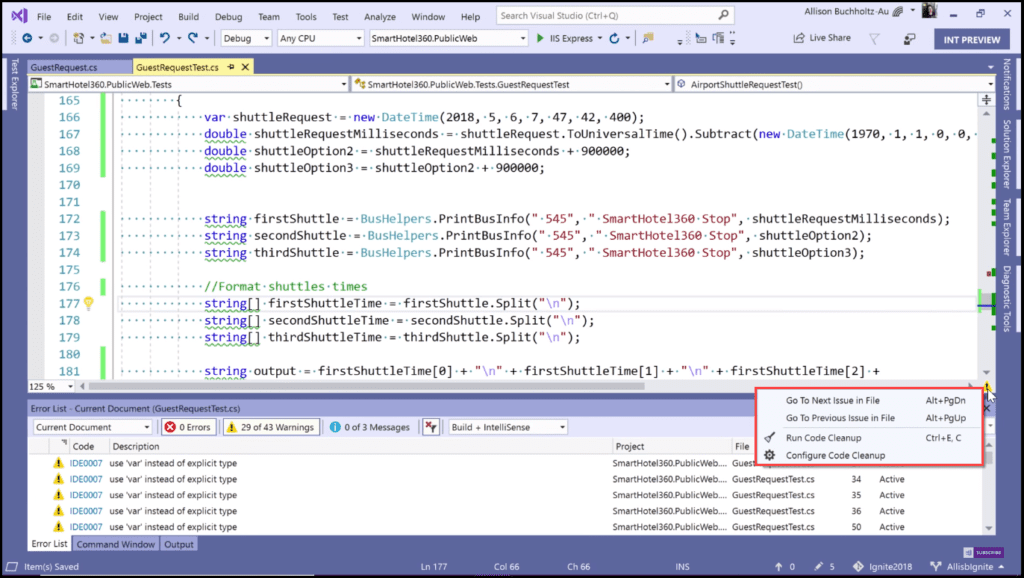 File Edit View Project Build Debug Team Tools Test Analyze Window Help Search Visual Studio (Ctrl+Q) Allison Buchholtz-Au
Debug Any CPU SmartHotel360.PublicWeb IIS Express Live Share INT PREVIEW
Test Explorer
GuestRequest.cs GuestRequestTest.cs
SmartHotel360.PublicWeb.Tests SmartHotel360.PublicWeb.Tests.GuestRequestTest AirportShuttleRequestTest()
165 {
166 var shuttleRequest = new DateTime(2018, 5, 6, 7, 47, 42, 400);
167 double shuttleRequestMilliseconds = shuttleRequest.ToUniversalTime().Subtract(new DateTime(1970, 1, 1, 0, 0,
168 double shuttleOption2 = shuttleRequestMilliseconds + 900000;
169 double shuttleOption3 = shuttleOption2 + 900000;
170
171
172 string firstShuttle = BusHelpers.PrintBusInfo(" 545", " SmartHotel360 Stop", shuttleRequestMilliseconds);
173 string secondShuttle = BusHelpers.PrintBusInfo(" 545", " SmartHotel360 Stop", shuttleOption2);
174 string thirdShuttle = BusHelpers.PrintBusInfo(" 545", " SmartHotel360 Stop", shuttleOption3);
175
176 //Format shuttles times
177 string[] firstShuttleTime = firstShuttle.Split("\n");
178 string[] secondShuttleTime = secondShuttle.Split("\n");
179 string[] thirdShuttleTime = thirdShuttle.Split("\n");
180
181 string output = firstShuttleTime[0] + "\n" + firstShuttleTime[1] + "\n" + firstShuttleTime[2] +
125 %
Notifications
Solution Explorer
Team Explorer
Diagnostic Tools
Go To Next Issue in File Alt+PgDn
Go To Previous Issue in File Alt+PgUp
Run Code Cleanup Ctrl+E, C
Configure Code Cleanup
Error List - Current Document (GuestRequestTest.cs)
Current Document 0 Errors 29 of 43 Warnings 0 of 3 Messages Build + IntelliSense
Code Description Project File
IDE0007 use 'var' instead of explicit type SmartHotel360.PublicWeb.... Gues
IDE0007 use 'var' instead of explicit type SmartHotel360.PublicWeb.... GuestRequestTest.cs 34 Active
IDE0007 use 'var' instead of explicit type SmartHotel360.PublicWeb.... GuestRequestTest.cs 35 Active
IDE0007 use 'var' instead of explicit type SmartHotel360.PublicWeb.... GuestRequestTest.cs 36 Active
IDE0007 use 'var' instead of explicit type SmartHotel360.PublicWeb.... GuestRequestTest.cs 50 Active
Error List Command Window Output
SUBSCRIBE
Item(s) Saved Ln 177 Col 66 Ch 66 INS 0 5 Ignite2018 AllisbIgnite